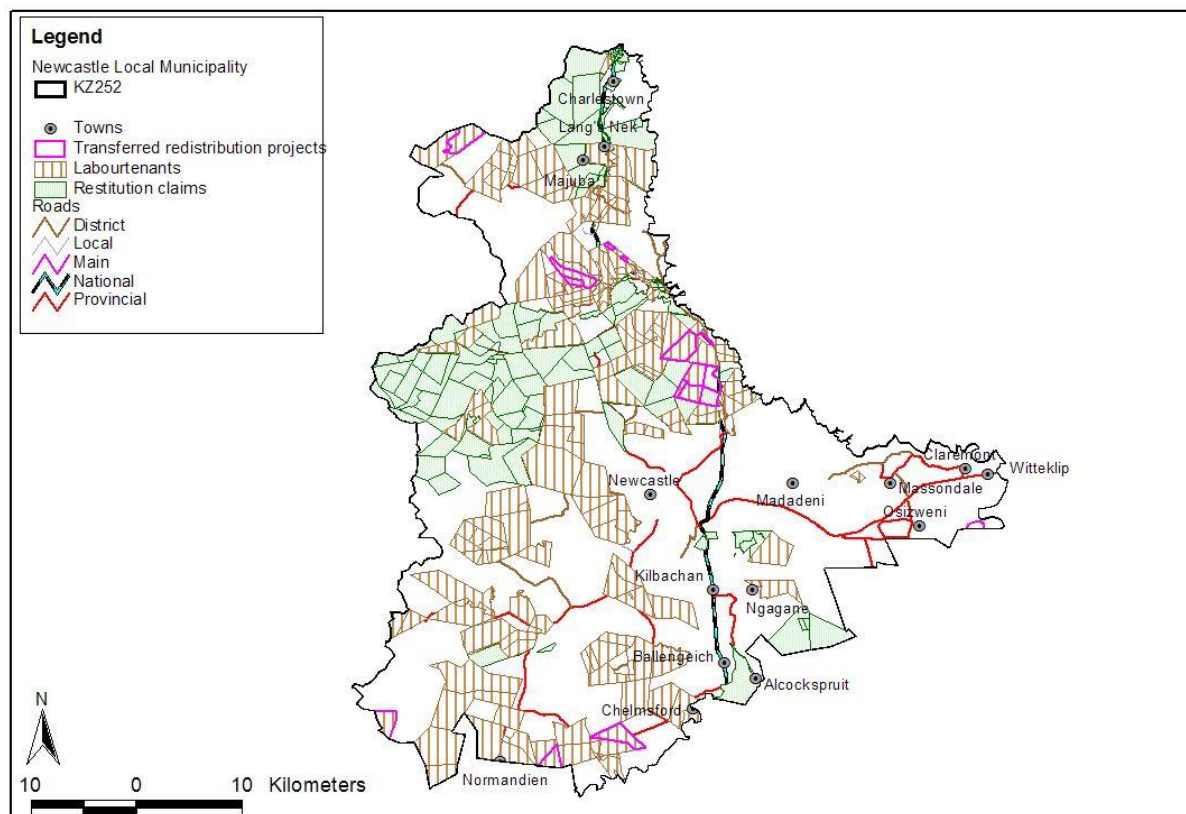 Legend
Newcastle Local Municipality
KZ252
Towns
Transferred redistribution projects
Labourtenants
Restitution claims
Roads
District
Local
Main
National
Provincial
Charlestown
Lang's Nek
Majuba
Newcastle
Claremont
Witteklip
Madadeni
Massondale
Osizweni
Kilbachan
Ngagane
Ballengeich
Alcockspruit
Chelmsford
Normandien
N
10 0 10 Kilometers